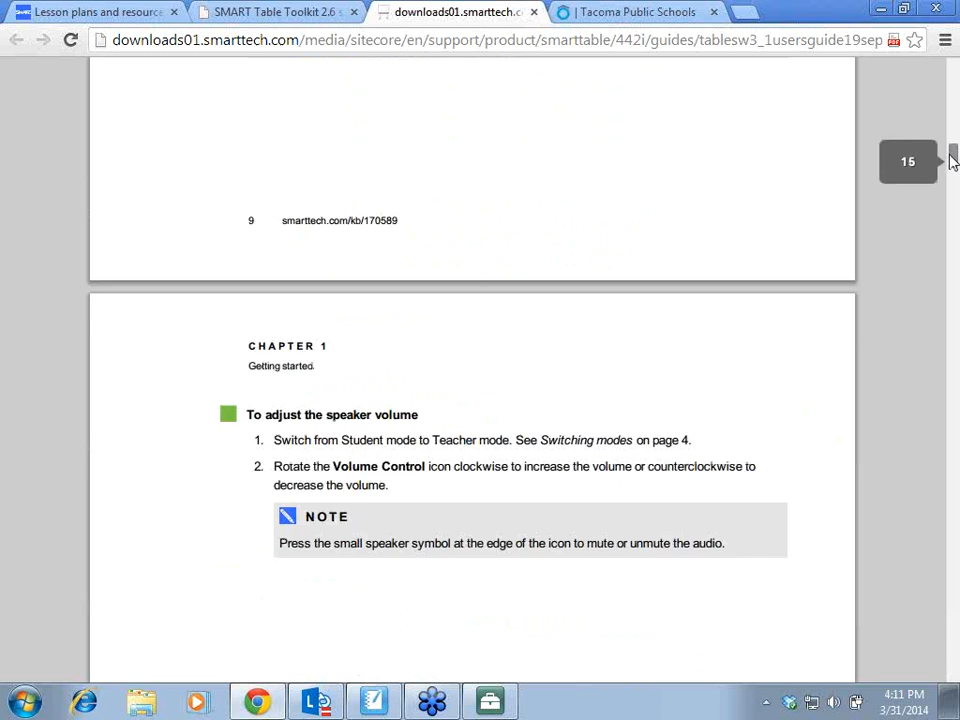 Lesson plans and resource
SMART Table Toolkit 2.6 s
downloads01.smarttech.c
| Tacoma Public Schools
downloads01.smarttech.com/media/sitecore/en/support/product/smarttable/442i/guides/tablesw3_1usersguide19sep
15
9 smarttech.com/kb/170589
CHAPTER 1
Getting started
To adjust the speaker volume
1. Switch from Student mode to Teacher mode. See Switching modes on page 4.
2. Rotate the Volume Control icon clockwise to increase the volume or counterclockwise to
decrease the volume.
NOTE
Press the small speaker symbol at the edge of the icon to mute or unmute the audio.
4:11 PM
3/31/2014